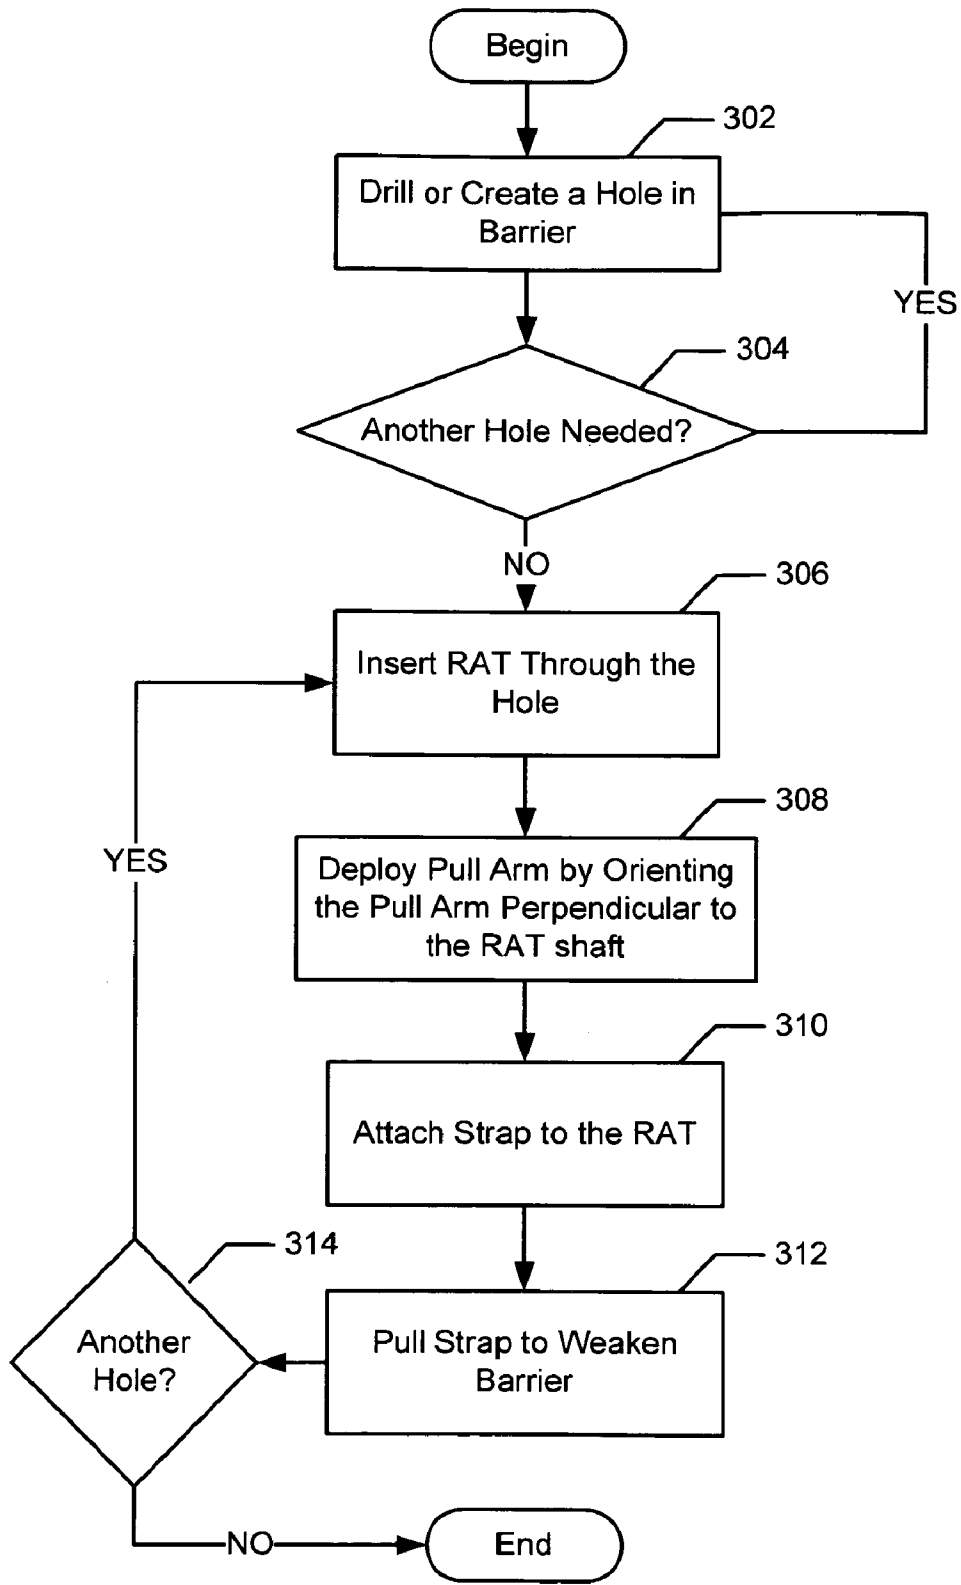 Begin
302
Drill or Create a Hole in
Barrier
YES
304
Another Hole Needed?
NO
306
Insert RAT Through the
Hole
308
Deploy Pull Arm by Orienting
the Pull Arm Perpendicular to
the RAT shaft
YES
310
Attach Strap to the RAT
314
312
Another
Hole?
Pull Strap to Weaken
Barrier
NO
End